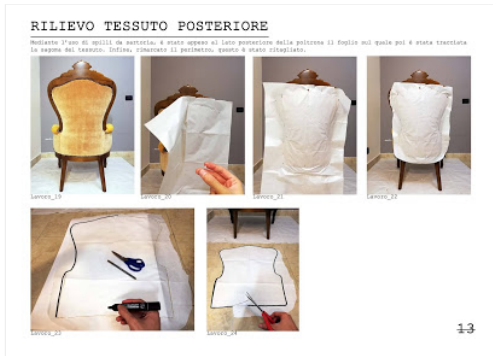 RILIEVO TESSUTO POSTERIORE
Mediante l'uso di spilli da sartoria, è stato appeso al lato posteriore della poltrona il foglio sul quale poi è stata tracciata
la sagoma del tessuto. Infine, rimarcato il perimetro, questo è stato ritagliato.
Lavoro_19 Lavoro_20 Lavoro_21 Lavoro_22
Lavoro_23 Lavoro_24
13